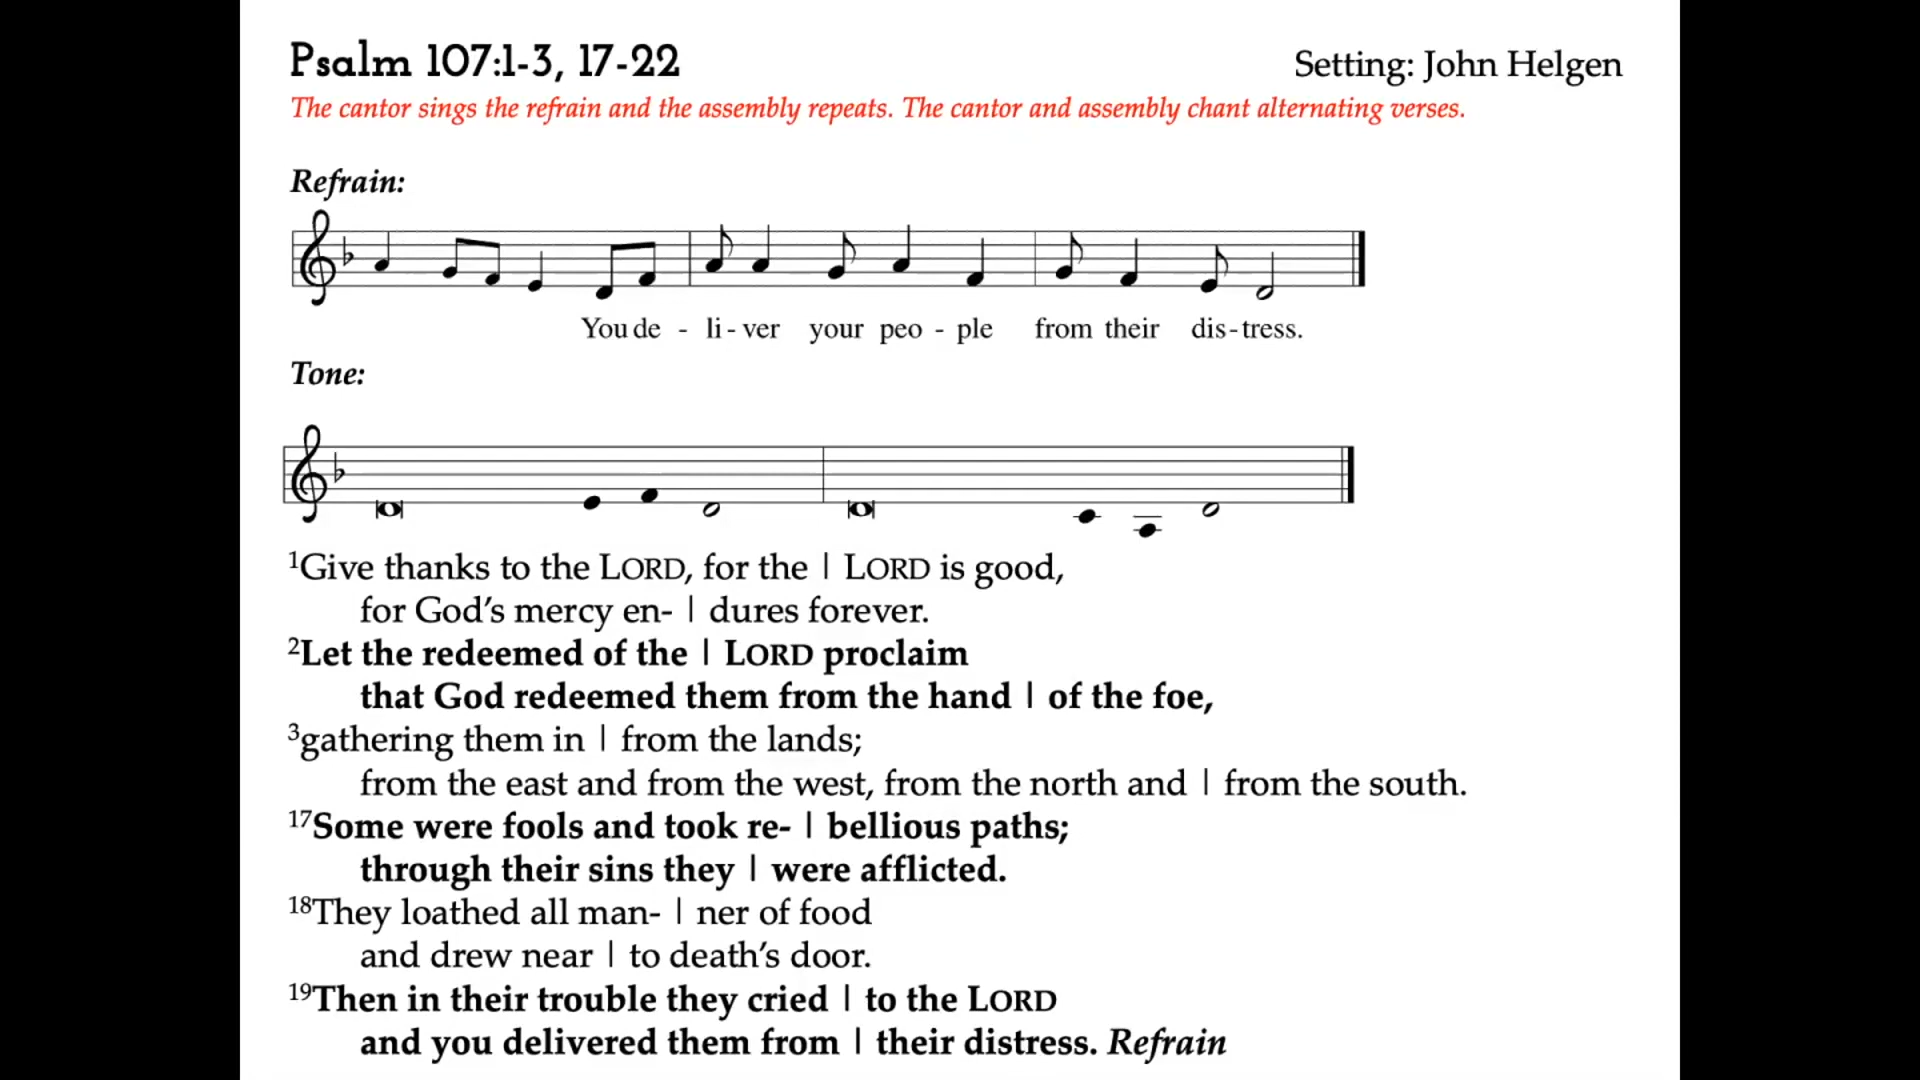 Psalm 107:1-3, 17-22
Setting: John Helgen
The cantor sings the refrain and the assembly repeats. The cantor and assembly chant alternating verses.
Refrain:
You de - li - ver your peo - ple from their dis - tress.
Tone:
1Give thanks to the LORD, for the | LORD is good,
for God’s mercy en- | dures forever.
2Let the redeemed of the | LORD proclaim
that God redeemed them from the hand | of the foe,
3gathering them in | from the lands;
from the east and from the west, from the north and | from the south.
17Some were fools and took re- | bellious paths;
through their sins they | were afflicted.
18They loathed all man- | ner of food
and drew near | to death’s door.
19Then in their trouble they cried | to the LORD
and you delivered them from | their distress. Refrain